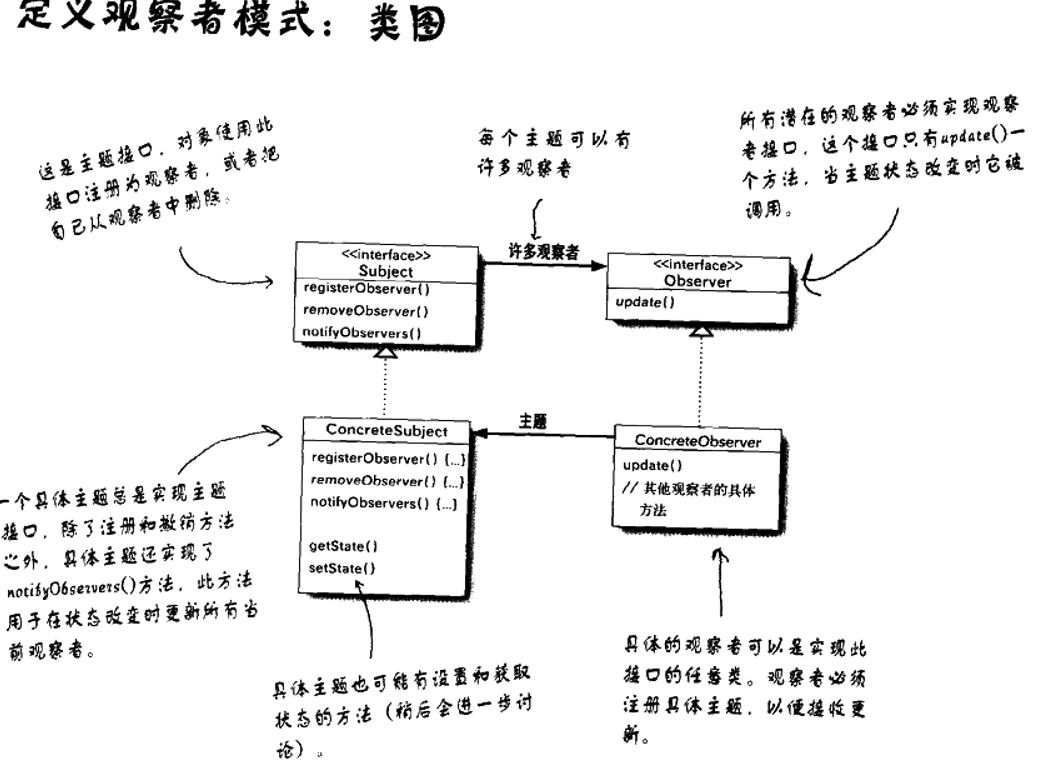 定义观察者模式：类图
这是主题接口，对象使用此
接口注册为观察者，或者把
自己从观察者中删除。
每个主题可以有
许多观察者
所有潜在的观察者必须实现观察
者接口，这个接口只有update()一
个方法，当主题状态改变时它被
调用。
<<interface>>
Subject
registerObserver()
removeObserver()
notifyObservers()
许多观察者
<<interface>>
Observer
update()
ConcreteSubject
registerObserver() {...}
removeObserver() {...}
notifyObservers() {...}
getState()
setState()
主题
ConcreteObserver
update()
// 其他观察者的具体
方法
一个具体主题总是实现主题
接口，除了注册和撤销方法
之外，具体主题还实现了
notifyObservers()方法，此方法
用于在状态改变时更新所有当
前观察者。
具体主题也可能有设置和获取
状态的方法（稍后会进一步讨
论）。
具体的观察者可以是实现此
接口的任意类。观察者必须
注册具体主题，以便接收更
新。